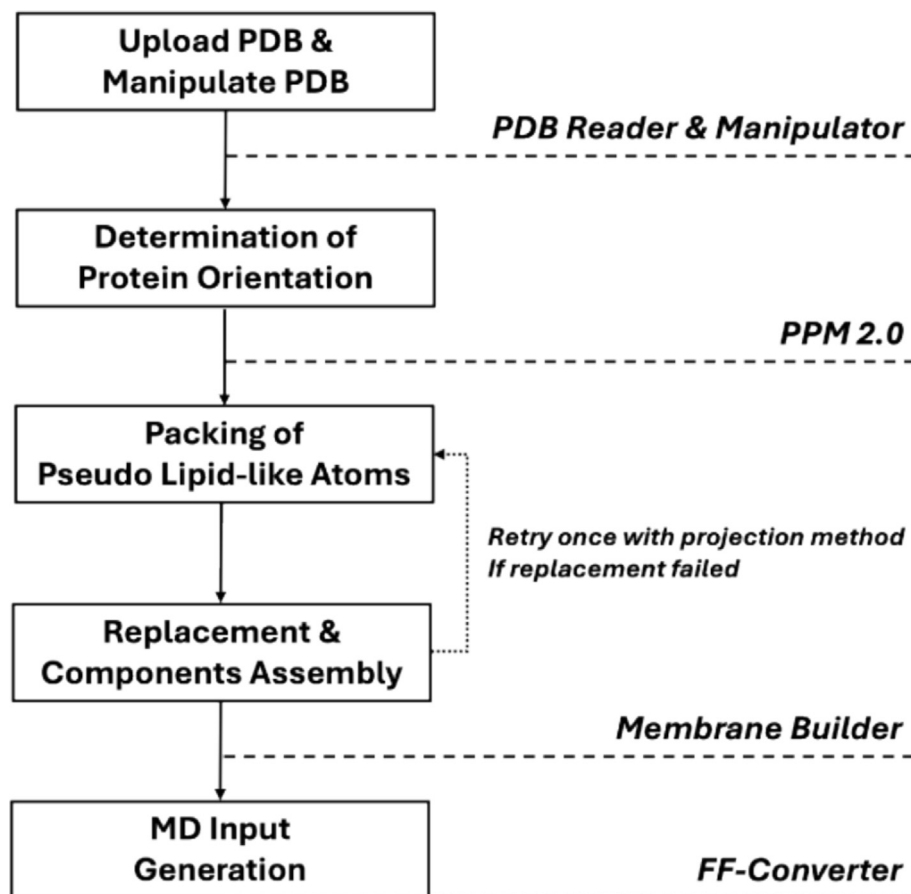 Upload PDB &
Manipulate PDB
PDB Reader & Manipulator
Determination of
Protein Orientation
PPM 2.0
Packing of
Pseudo Lipid-like Atoms
Retry once with projection method
If replacement failed
Replacement &
Components Assembly
Membrane Builder
MD Input
Generation
FF-Converter